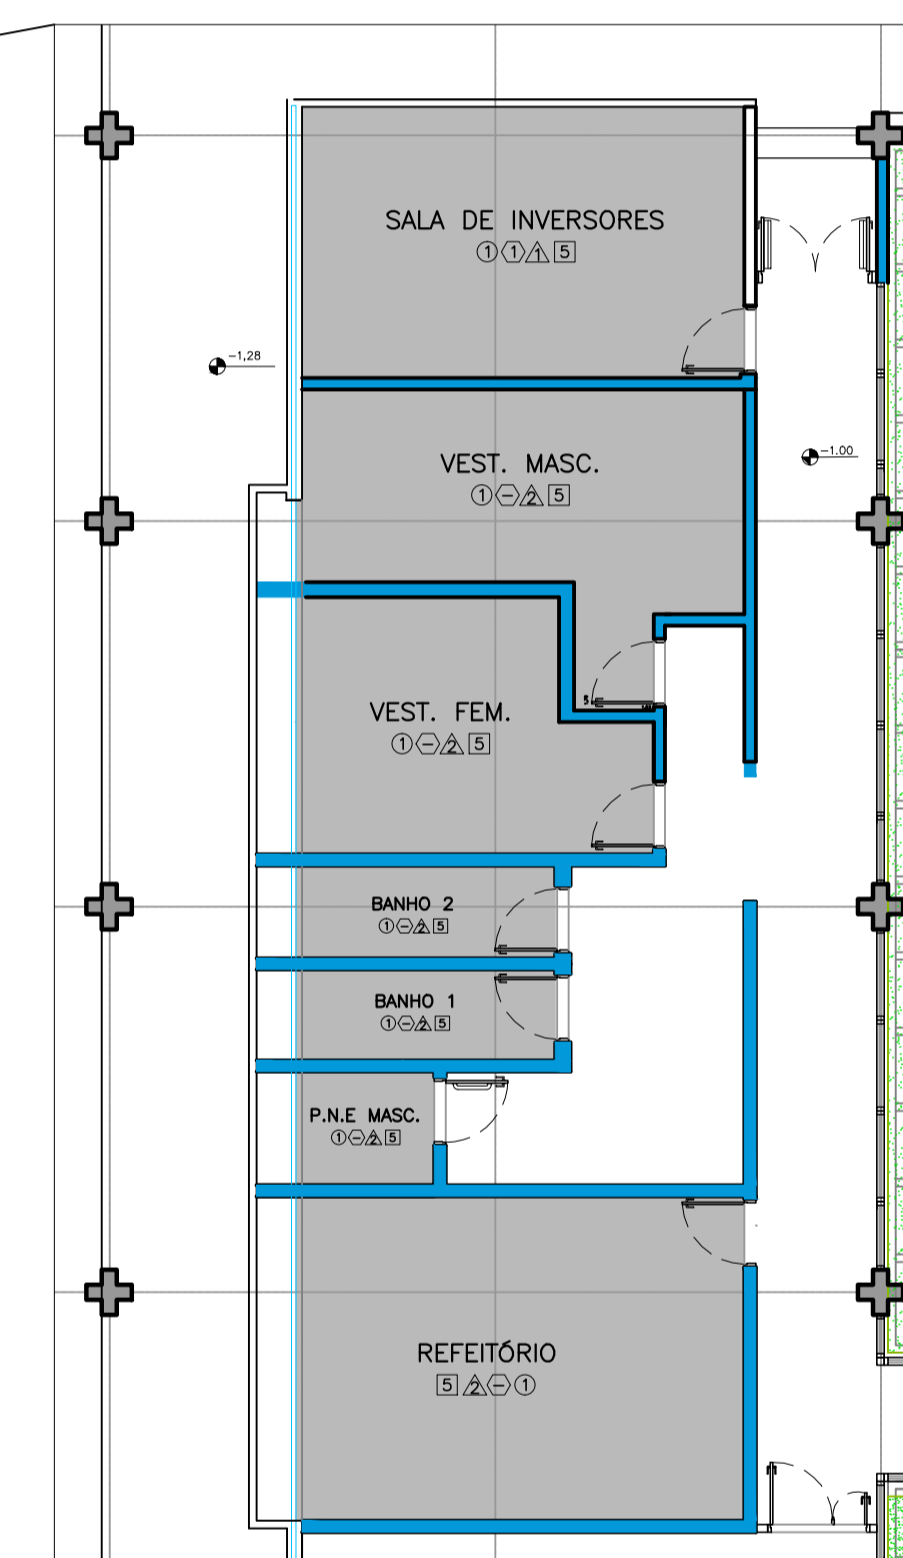 SALA DE INVERSORES
1 1 1 5
-1,28
VEST. MASC.
1 - 2 5
-1.00
VEST. FEM.
1 - 2 5
BANHO 2
1 - 2 5
BANHO 1
1 - 2 5
P.N.E MASC.
1 - 2 5
REFEITÓRIO
5 2 - 1